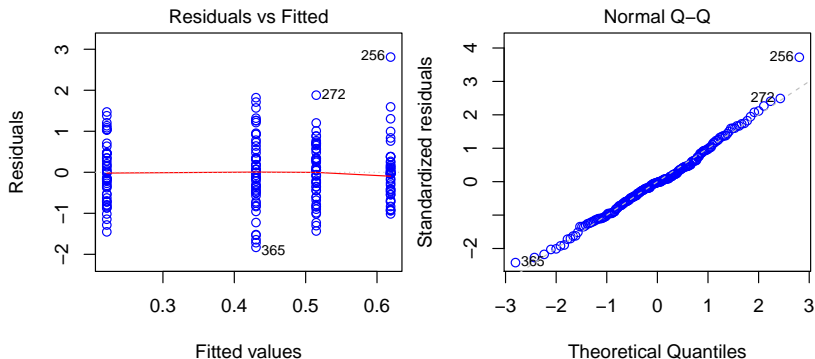 Residuals vs Fitted
Residuals
3
2
1
0
−1
−2
256
272
365
0.3 0.4 0.5 0.6
Fitted values
Normal Q−Q
Standardized residuals
4
3
2
1
0
−2
256
272
365
−3 −2 −1 0 1 2 3
Theoretical Quantiles